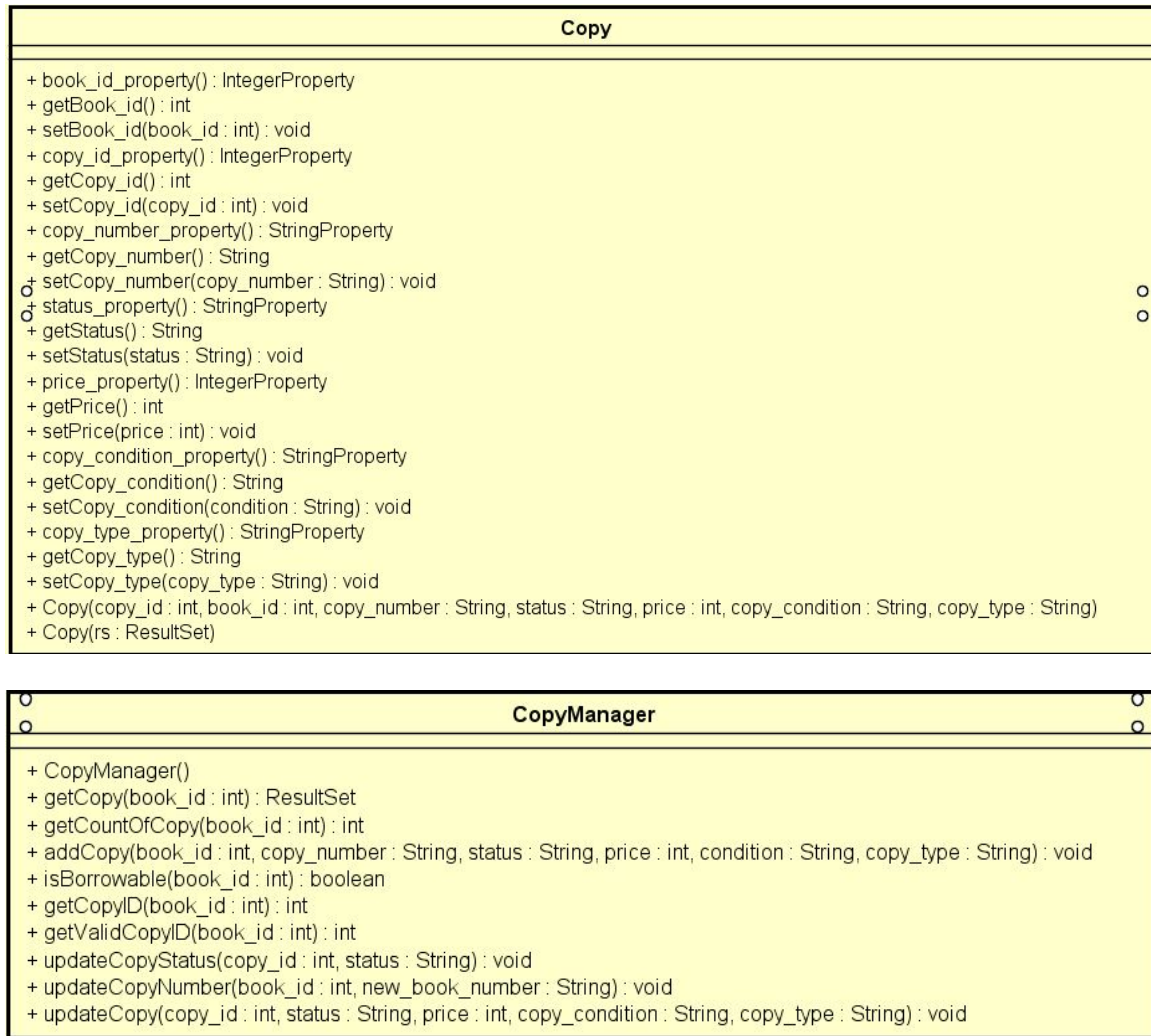 Copy
+ book_id_property() : IntegerProperty
+ getBook_id() : int
+ setBook_id(book_id : int) : void
+ copy_id_property() : IntegerProperty
+ getCopy_id() : int
+ setCopy_id(copy_id : int) : void
+ copy_number_property() : StringProperty
+ getCopy_number() : String
+ setCopy_number(copy_number : String) : void
+ status_property() : StringProperty
+ getStatus() : String
+ setStatus(status : String) : void
+ price_property() : IntegerProperty
+ getPrice() : int
+ setPrice(price : int) : void
+ copy_condition_property() : StringProperty
+ getCopy_condition() : String
+ setCopy_condition(condition : String) : void
+ copy_type_property() : StringProperty
+ getCopy_type() : String
+ setCopy_type(copy_type : String) : void
+ Copy(copy_id : int, book_id : int, copy_number : String, status : String, price : int, copy_condition : String, copy_type : String)
+ Copy(rs : ResultSet)
CopyManager
+ CopyManager()
+ getCopy(book_id : int) : ResultSet
+ getCountOfCopy(book_id : int) : int
+ addCopy(book_id : int, copy_number : String, status : String, price : int, condition : String, copy_type : String) : void
+ isBorrowable(book_id : int) : boolean
+ getCopyID(book_id : int) : int
+ getValidCopyID(book_id : int) : int
+ updateCopyStatus(copy_id : int, status : String) : void
+ updateCopyNumber(book_id : int, new_book_number : String) : void
+ updateCopy(copy_id : int, status : String, price : int, copy_condition : String, copy_type : String) : void